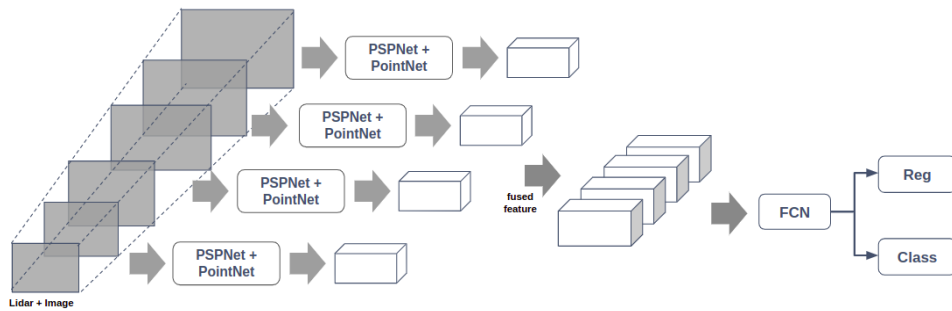 PSPNet +
PointNet
PSPNet +
PointNet
PSPNet +
PointNet
PSPNet +
PointNet
Lidar + Image
fused
feature
FCN
Reg
Class